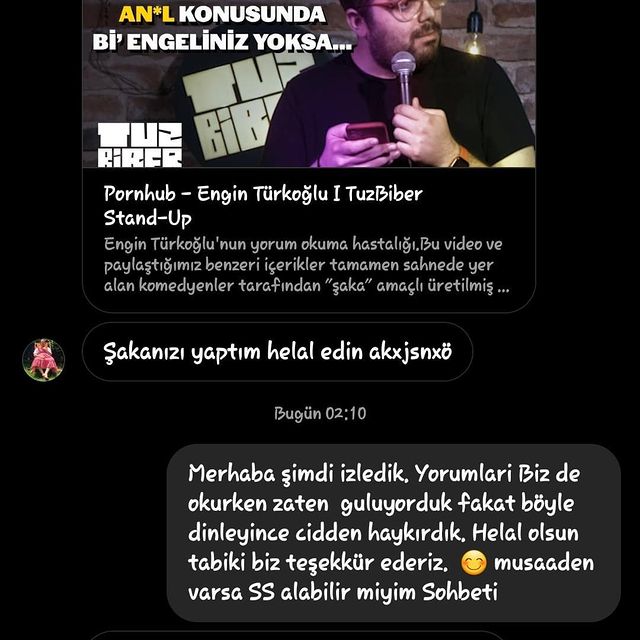 AN*L KONUSUNDA
Bİ' ENGELİNİZ YOKSA...
TUZ
BİBE
TUZ
BİBER
Pornhub - Engin Türkoğlu I TuzBiber
Stand-Up
Engin Türkoğlu'nun yorum okuma hastalığı.Bu video ve
paylaştığımız benzeri içerikler tamamen sahnede yer
alan komedyenler tarafından "şaka" amaçlı üretilmiş ...
Şakanızı yaptım helal edin akxjsnxö
Bugün 02:10
Merhaba şimdi izledik. Yorumlari Biz de
okurken zaten guluyorduk fakat böyle
dinleyince cidden haykırdık. Helal olsun
tabiki biz teşekkür ederiz. 😊 musaaden
varsa SS alabilir miyim Sohbeti